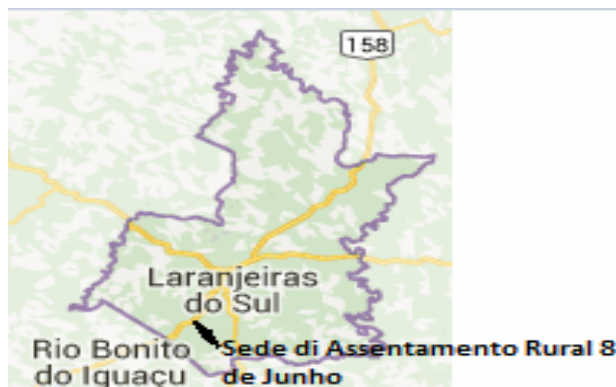 158
Laranjeiras
do Sul
Rio Bonito
do Iguaçu
Sede di Assentamento Rural 8
de Junho